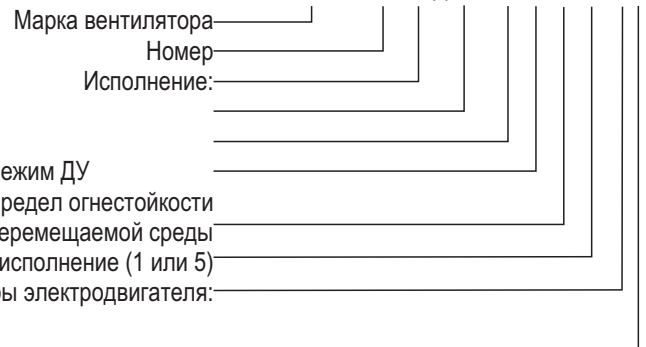 Марка вентилятора
Номер
Исполнение:
ежим ДУ
редел огнестойкости
еремещаемой среды
исполнение (1 или 5)
ы электродвигателя: